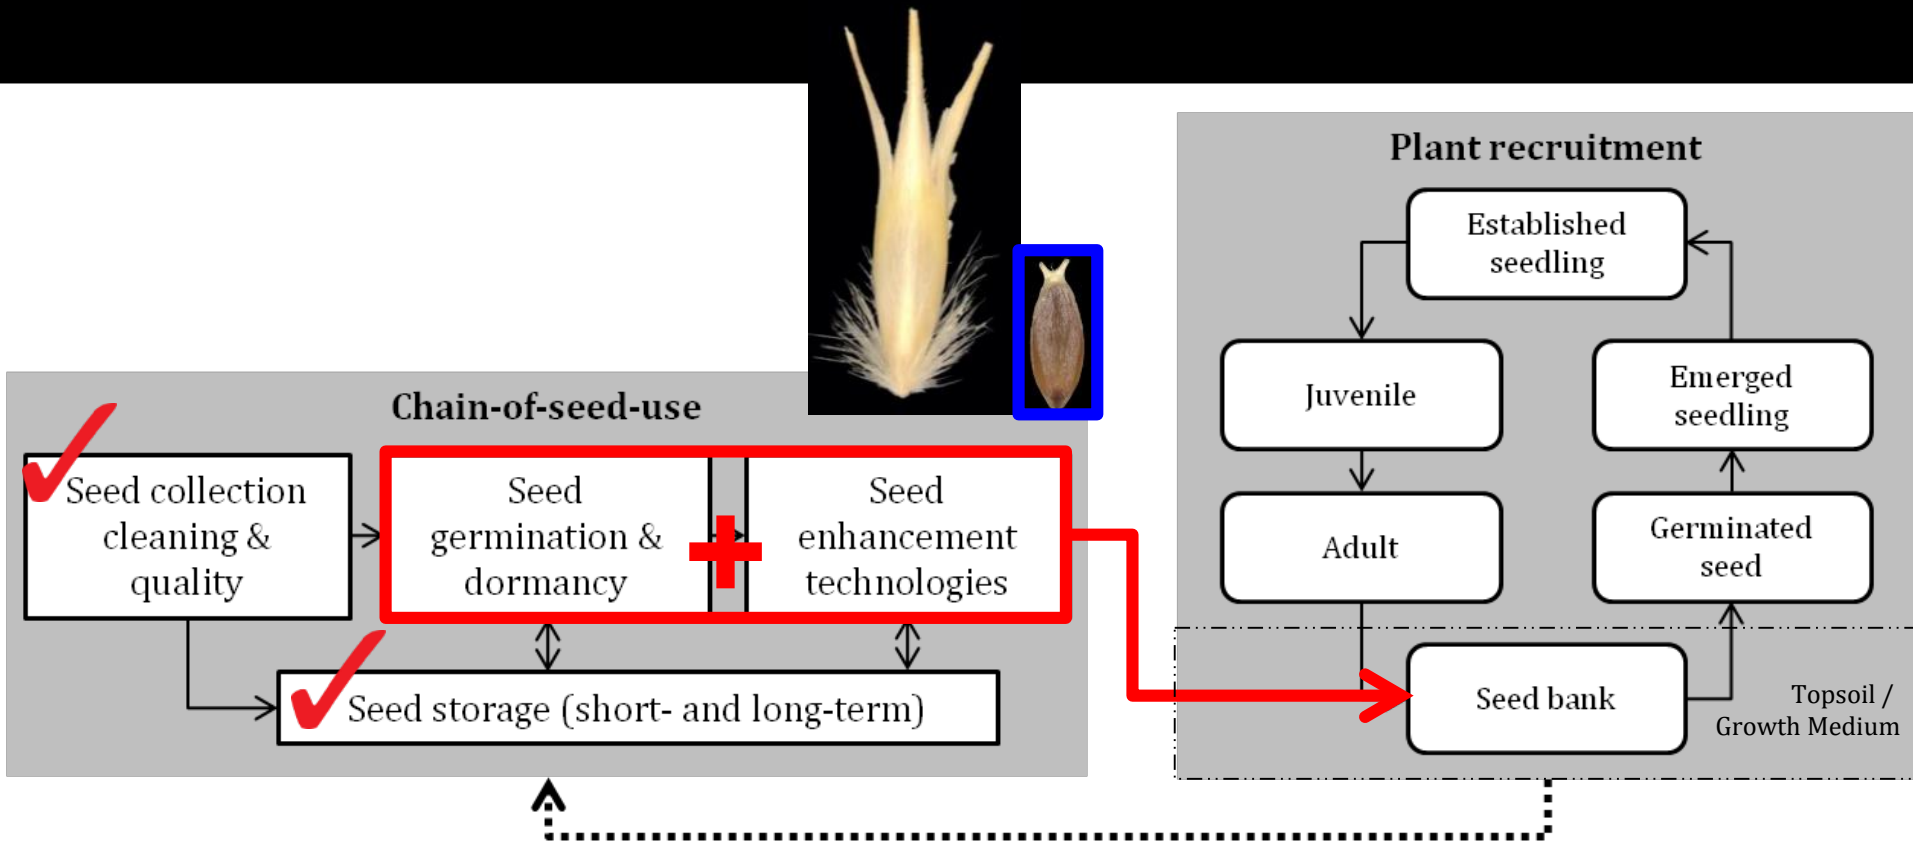 Plant recruitment
Established
seedling
Juvenile
Emerged
seedling
Adult
Germinated
seed
Seed bank
Topsoil /
Growth Medium
Chain-of-seed-use
Seed collection
cleaning &
quality
Seed
germination &
dormancy
Seed
enhancement
technologies
Seed storage (short- and long-term)